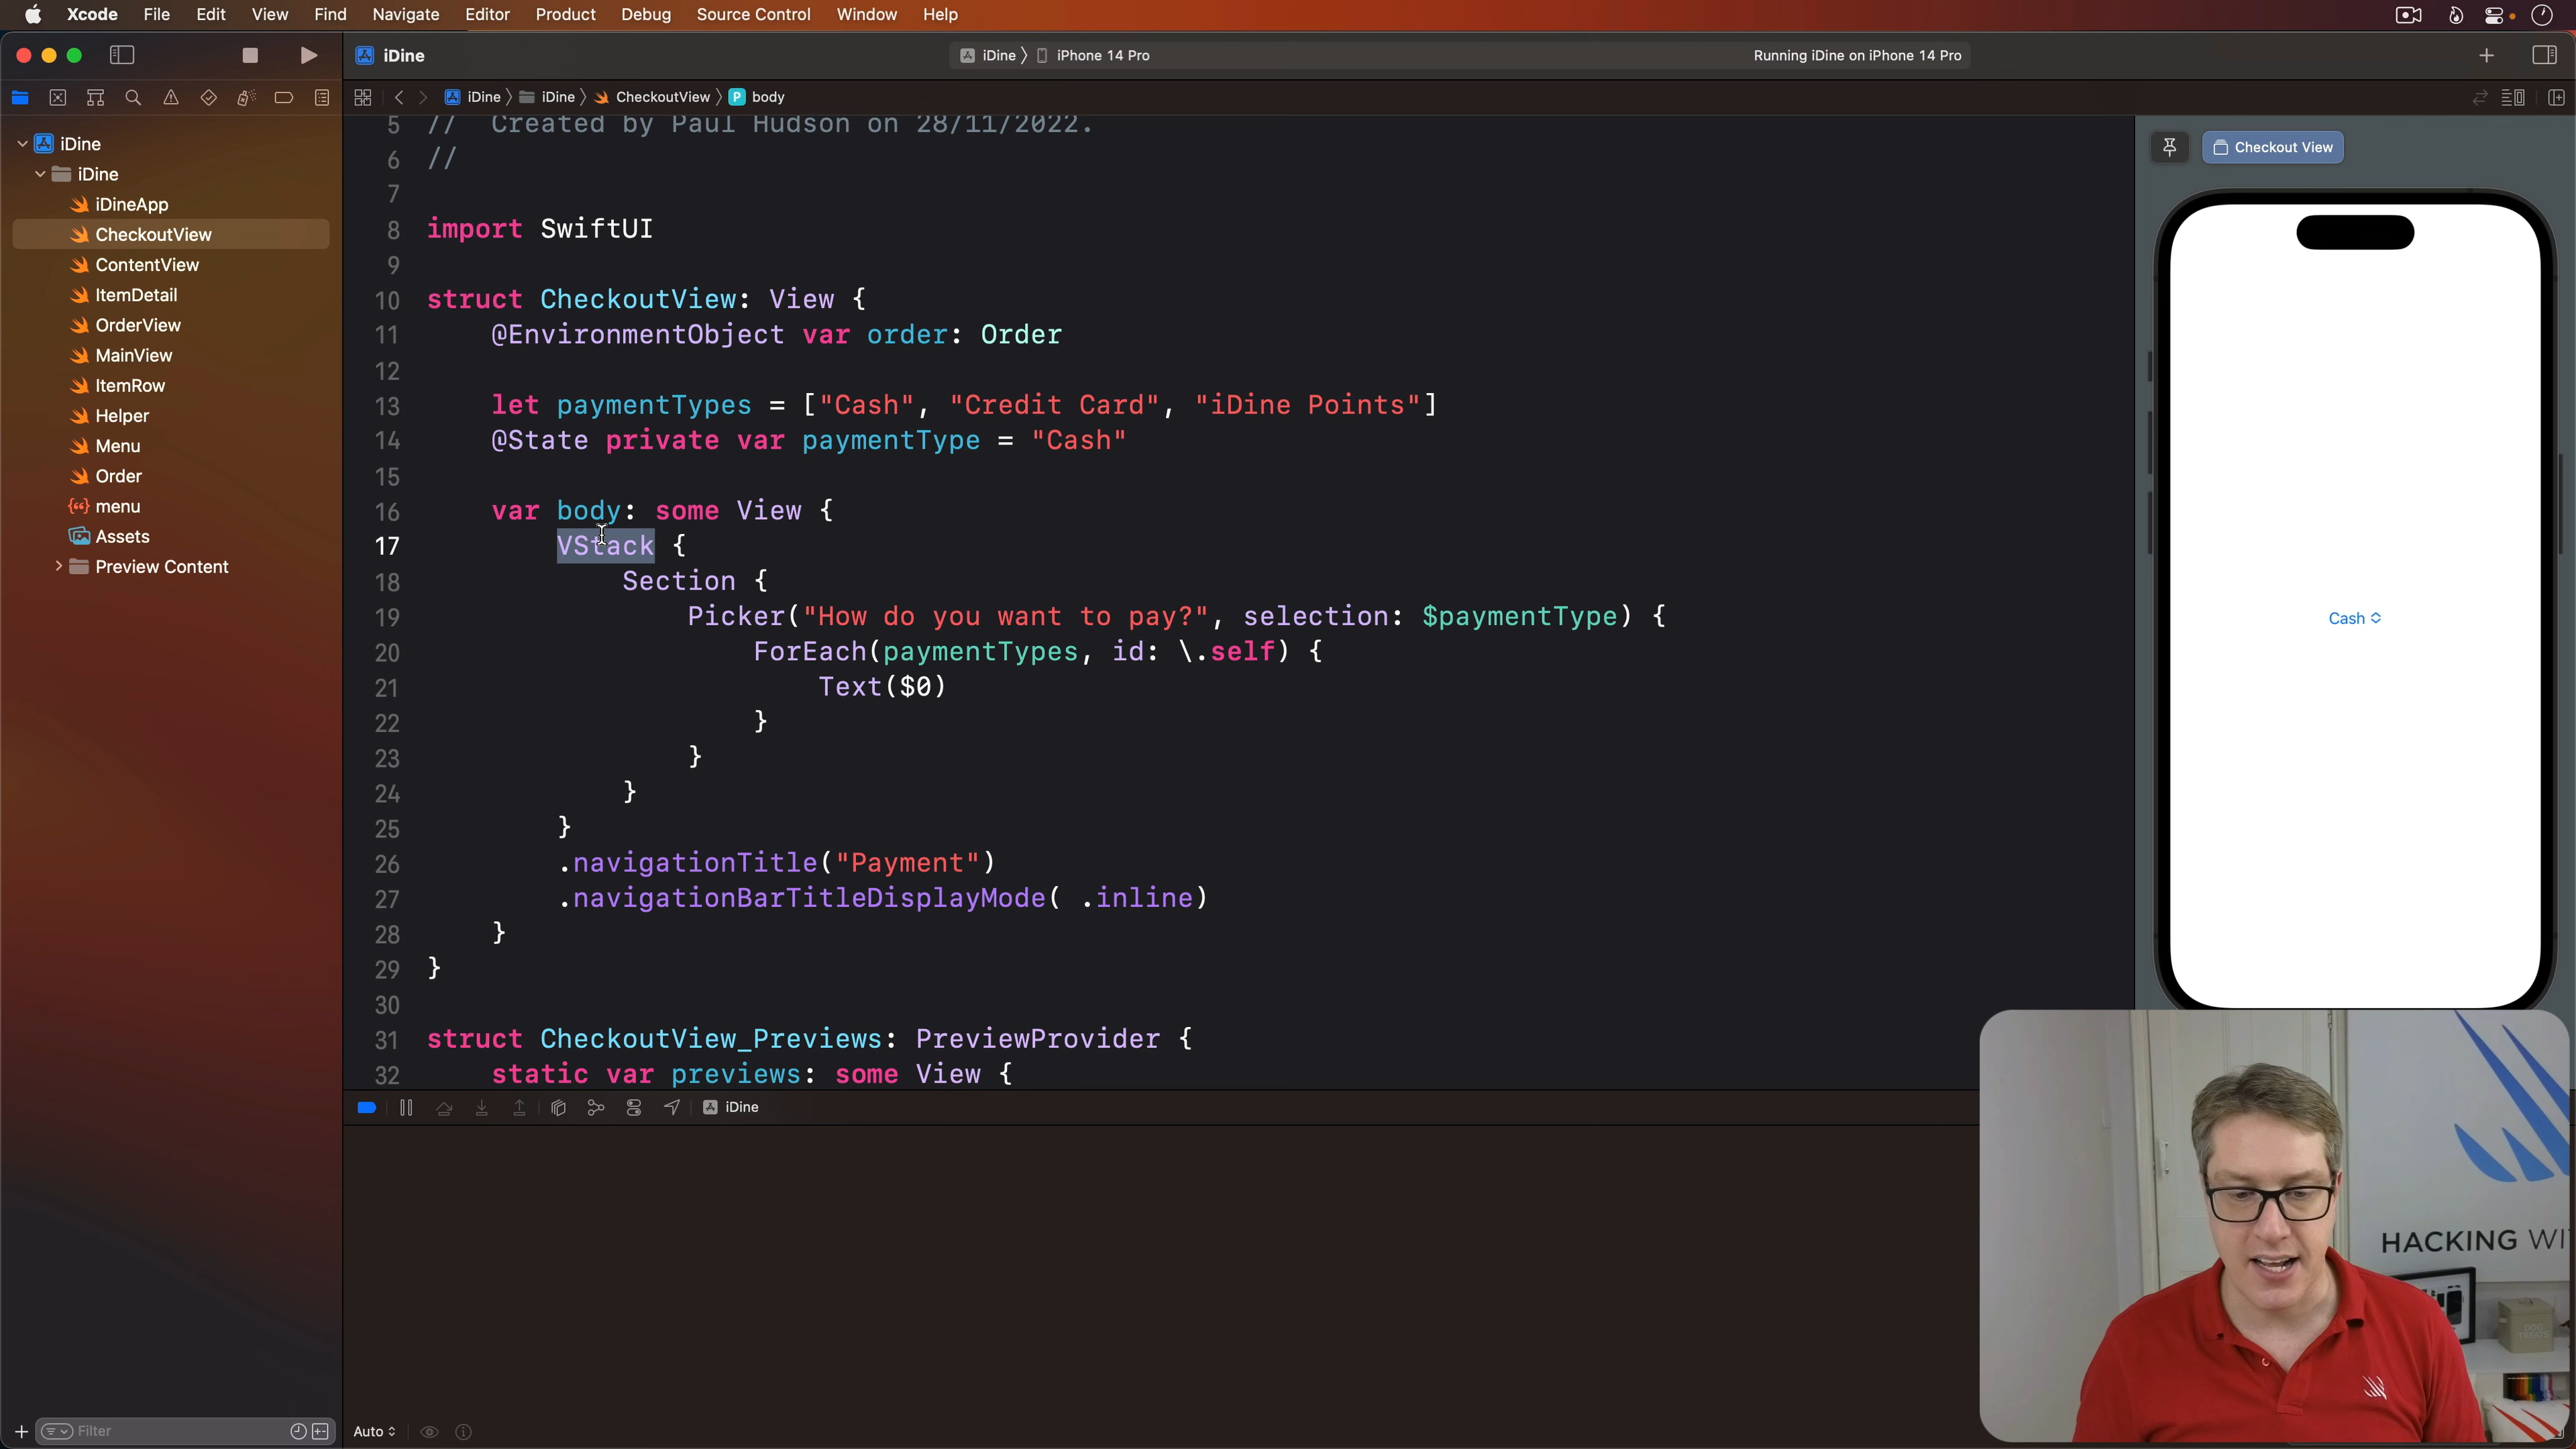 Xcode File Edit View Find Navigate Editor Product Debug Source Control Window Help
iDine
iDine 〉 iPhone 14 Pro
Running iDine on iPhone 14 Pro
iDine 〉 iDine 〉 CheckoutView 〉 P body
iDine
iDine
iDineApp
CheckoutView
ContentView
ItemDetail
OrderView
MainView
ItemRow
Helper
Menu
Order
menu
Assets
Preview Content
Filter
5 //  Created by Paul Hudson on 28/11/2022.
6 //
7
8 import SwiftUI
9
10 struct CheckoutView: View {
11     @EnvironmentObject var order: Order
12
13     let paymentTypes = ["Cash", "Credit Card", "iDine Points"]
14     @State private var paymentType = "Cash"
15
16     var body: some View {
17         VStack {
18             Section {
19                 Picker("How do you want to pay?", selection: $paymentType) {
20                     ForEach(paymentTypes, id: \.self) {
21                         Text($0)
22                     }
23                 }
24             }
25         }
26         .navigationTitle("Payment")
27         .navigationBarTitleDisplayMode( .inline)
28     }
29 }
30
31 struct CheckoutView_Previews: PreviewProvider {
32     static var previews: some View {
iDine
Auto
Checkout View
Cash
HACKING WI
DOG
TREATS